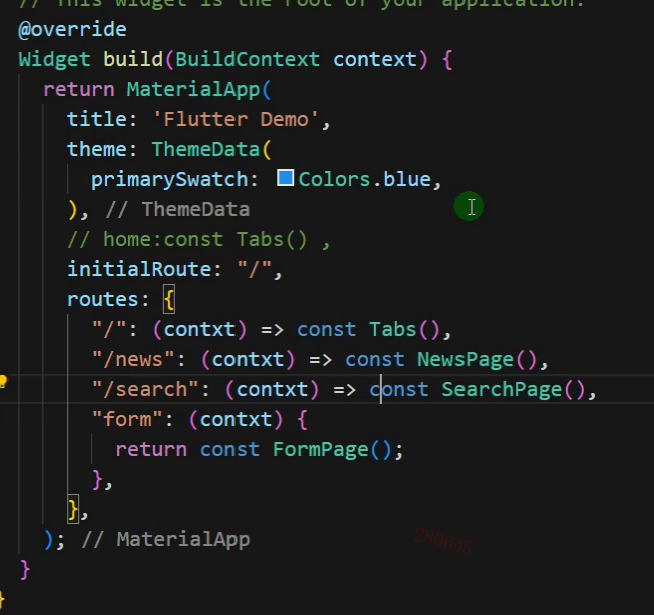 // This widget is the root of your application.
@override
Widget build(BuildContext context) {
return MaterialApp(
title: 'Flutter Demo',
theme: ThemeData(
primarySwatch: Colors.blue,
), // ThemeData
// home:const Tabs() ,
initialRoute: "/",
routes: {
"/": (contxt) => const Tabs(),
"/news": (contxt) => const NewsPage(),
"/search": (contxt) => const SearchPage(),
"form": (contxt) {
return const FormPage();
},
},
); // MaterialApp
280645
}
}